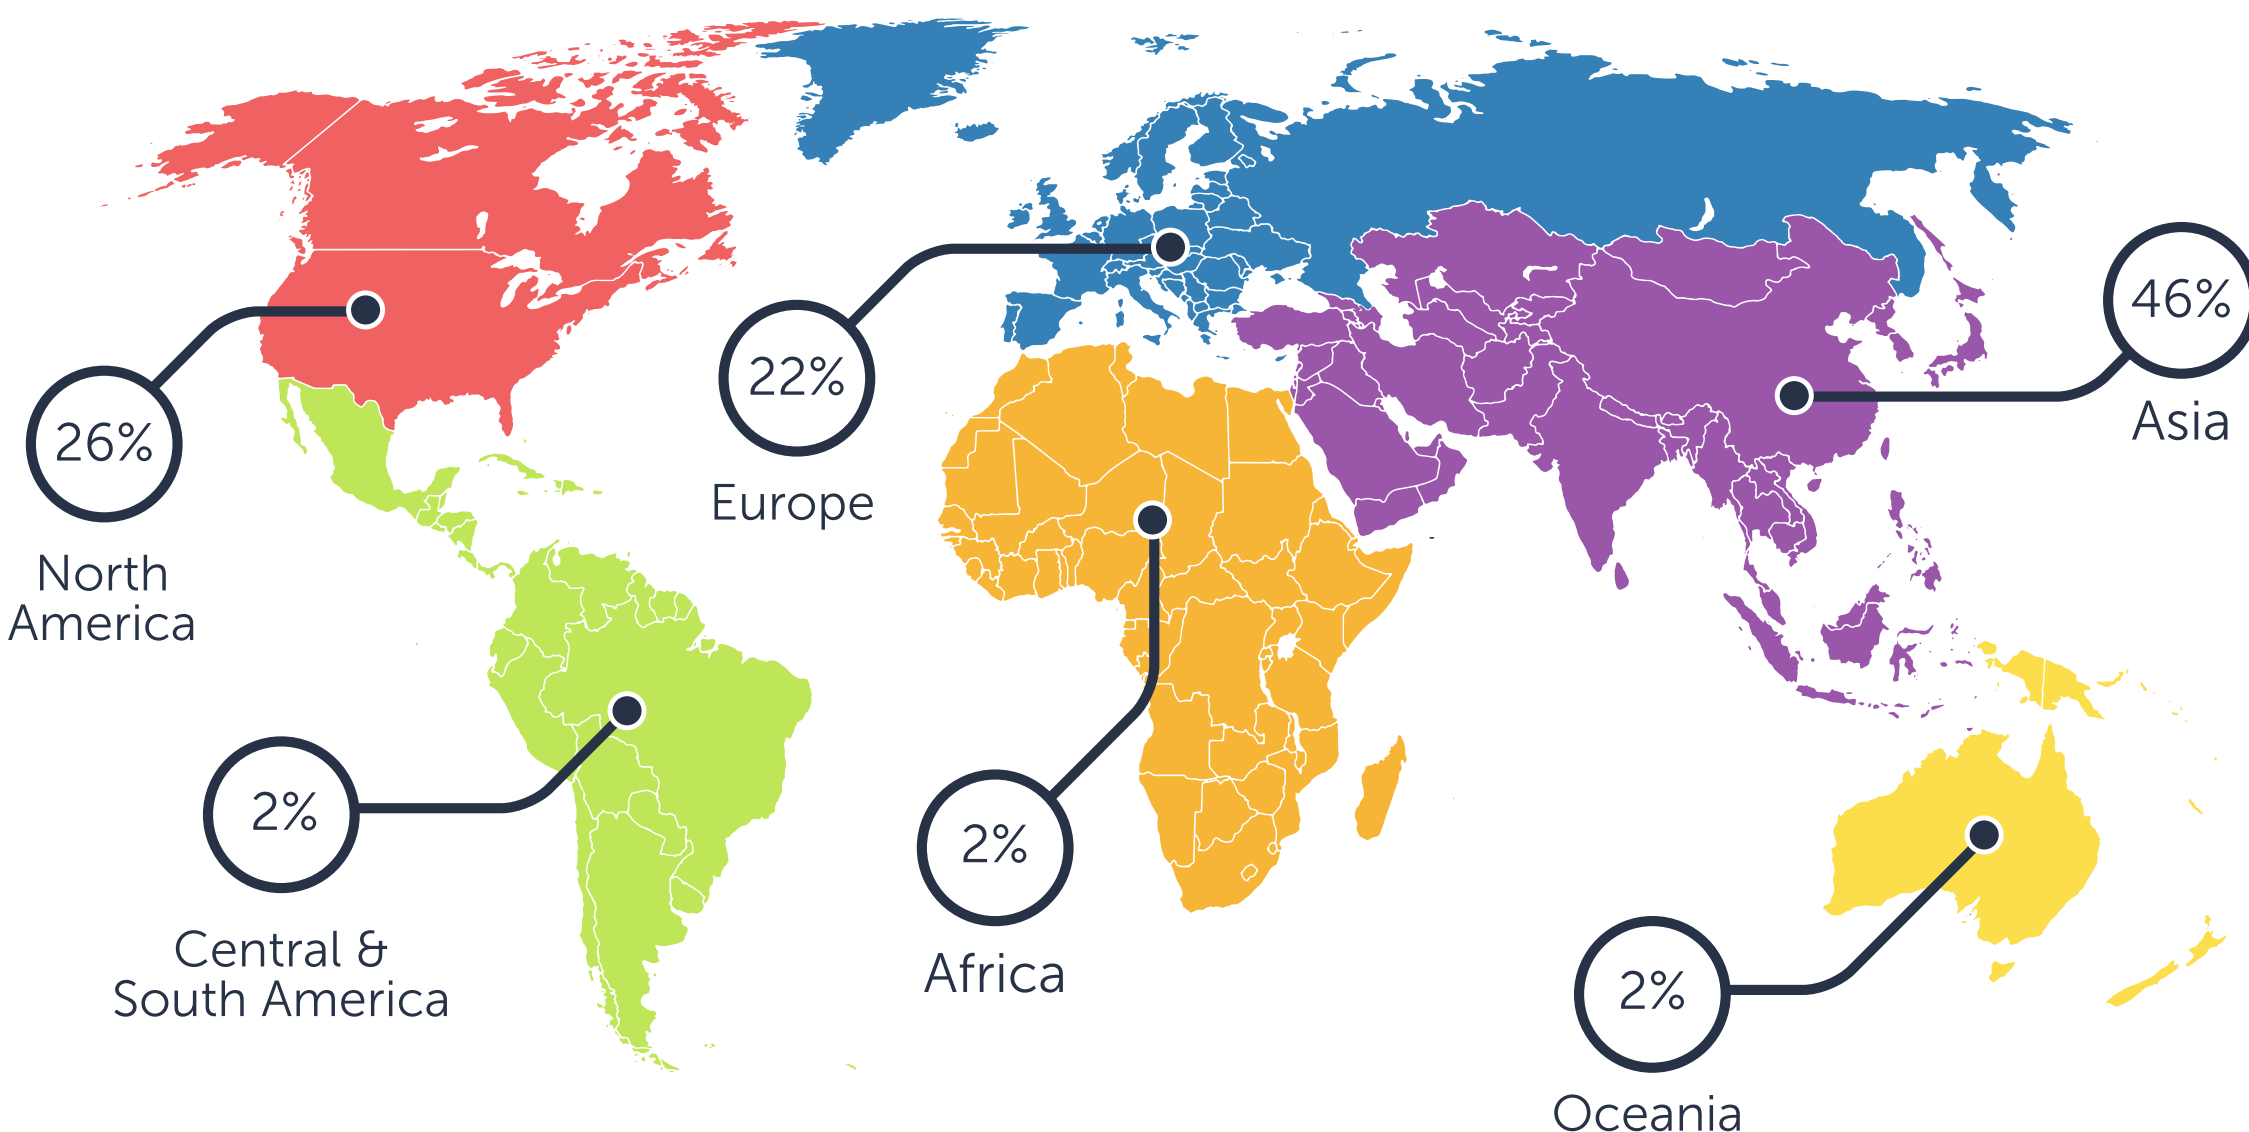 26%
North
America
22%
Europe
46%
Asia
2%
Central &
South America
2%
Africa
2%
Oceania